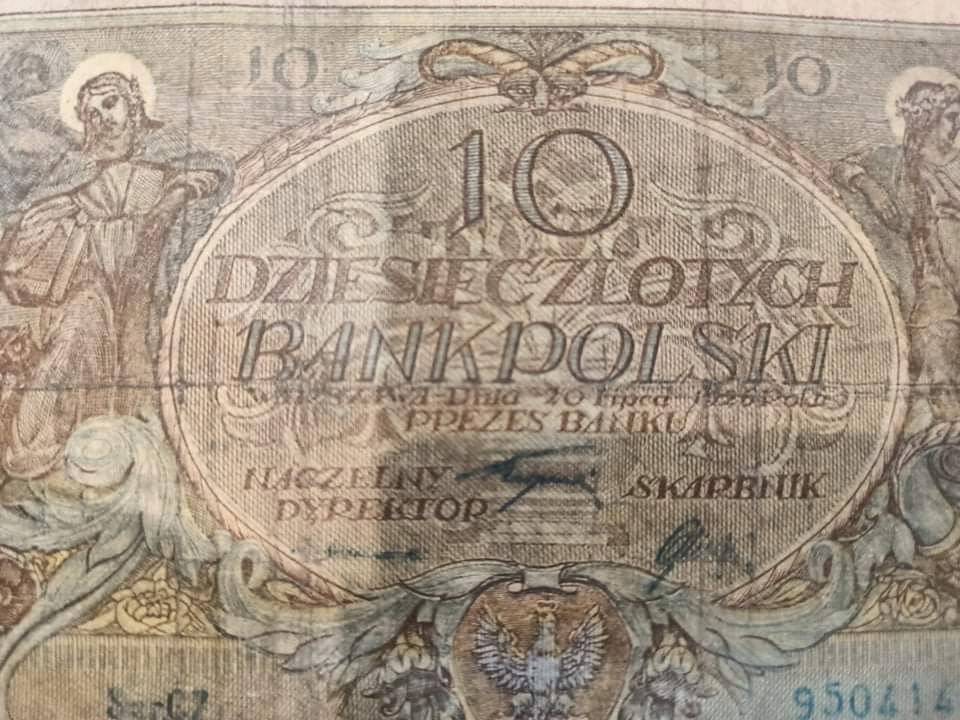 10 10
10
DZIESIĘĆ ZŁOTYCH
BANK POLSKI
WARSZAWA - Dnia 20 Lipca 1926 Roku
PREZES BANKU
NACZELNY SKARBNIK
DYREKTOR
Ser. CZ 950414